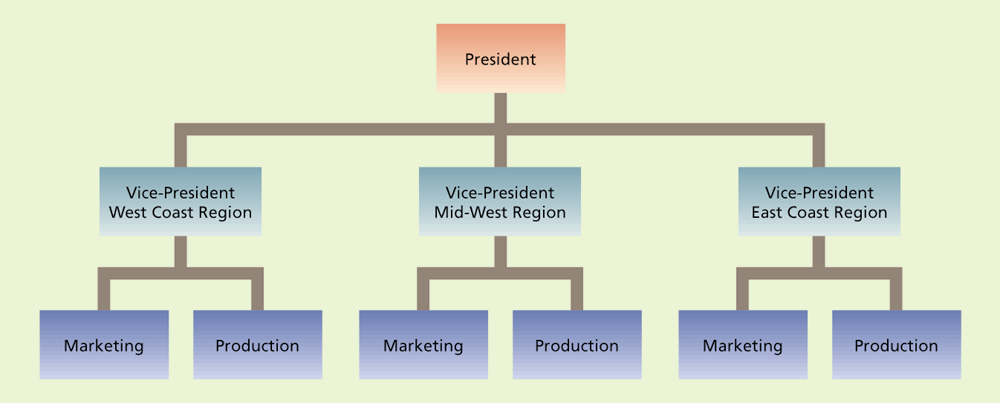 President
Vice-President
West Coast Region
Vice-President
Mid-West Region
Vice-President
East Coast Region
Marketing
Production
Marketing
Production
Marketing
Production